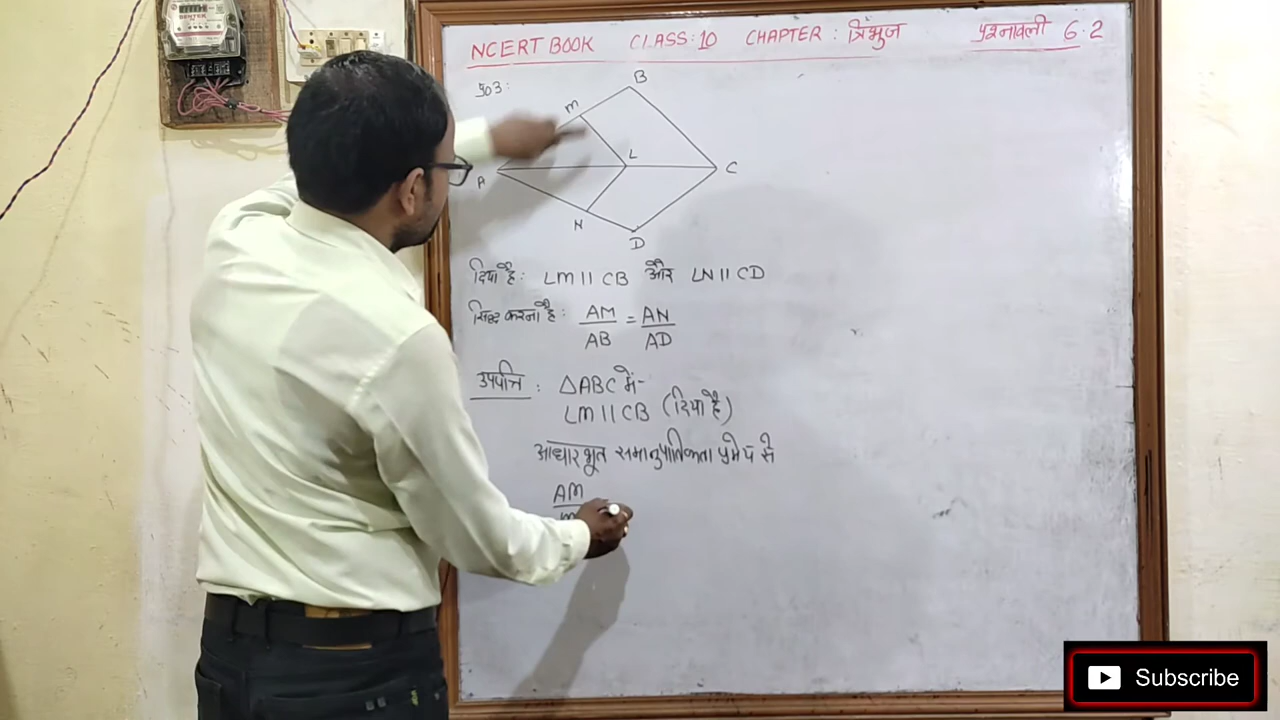 NCERT BOOK CLASS: 10 CHAPTER : त्रिभुज प्रश्नावली 6.2
प्र03:
B
M
L
A
C
N
D
दिया है: LM || CB और LN || CD
सिद्ध करना है: AM/AB = AN/AD
उपपत्ति : △ABC में-
LM || CB (दिया है)
आधारभूत समानुपातिकता प्रमेय से
AM
Subscribe